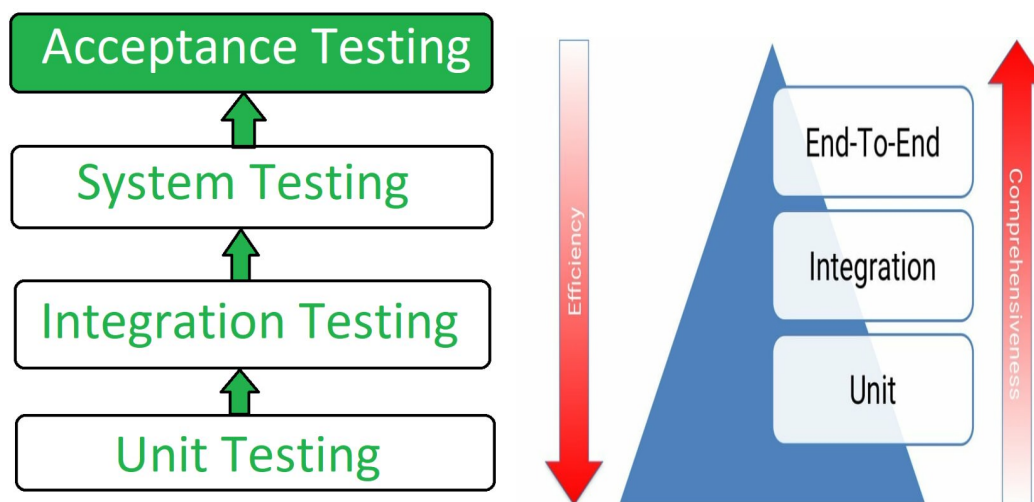 Acceptance Testing
System Testing
Integration Testing
Unit Testing
Efficiency
End-To-End
Integration
Unit
Comprehensiveness